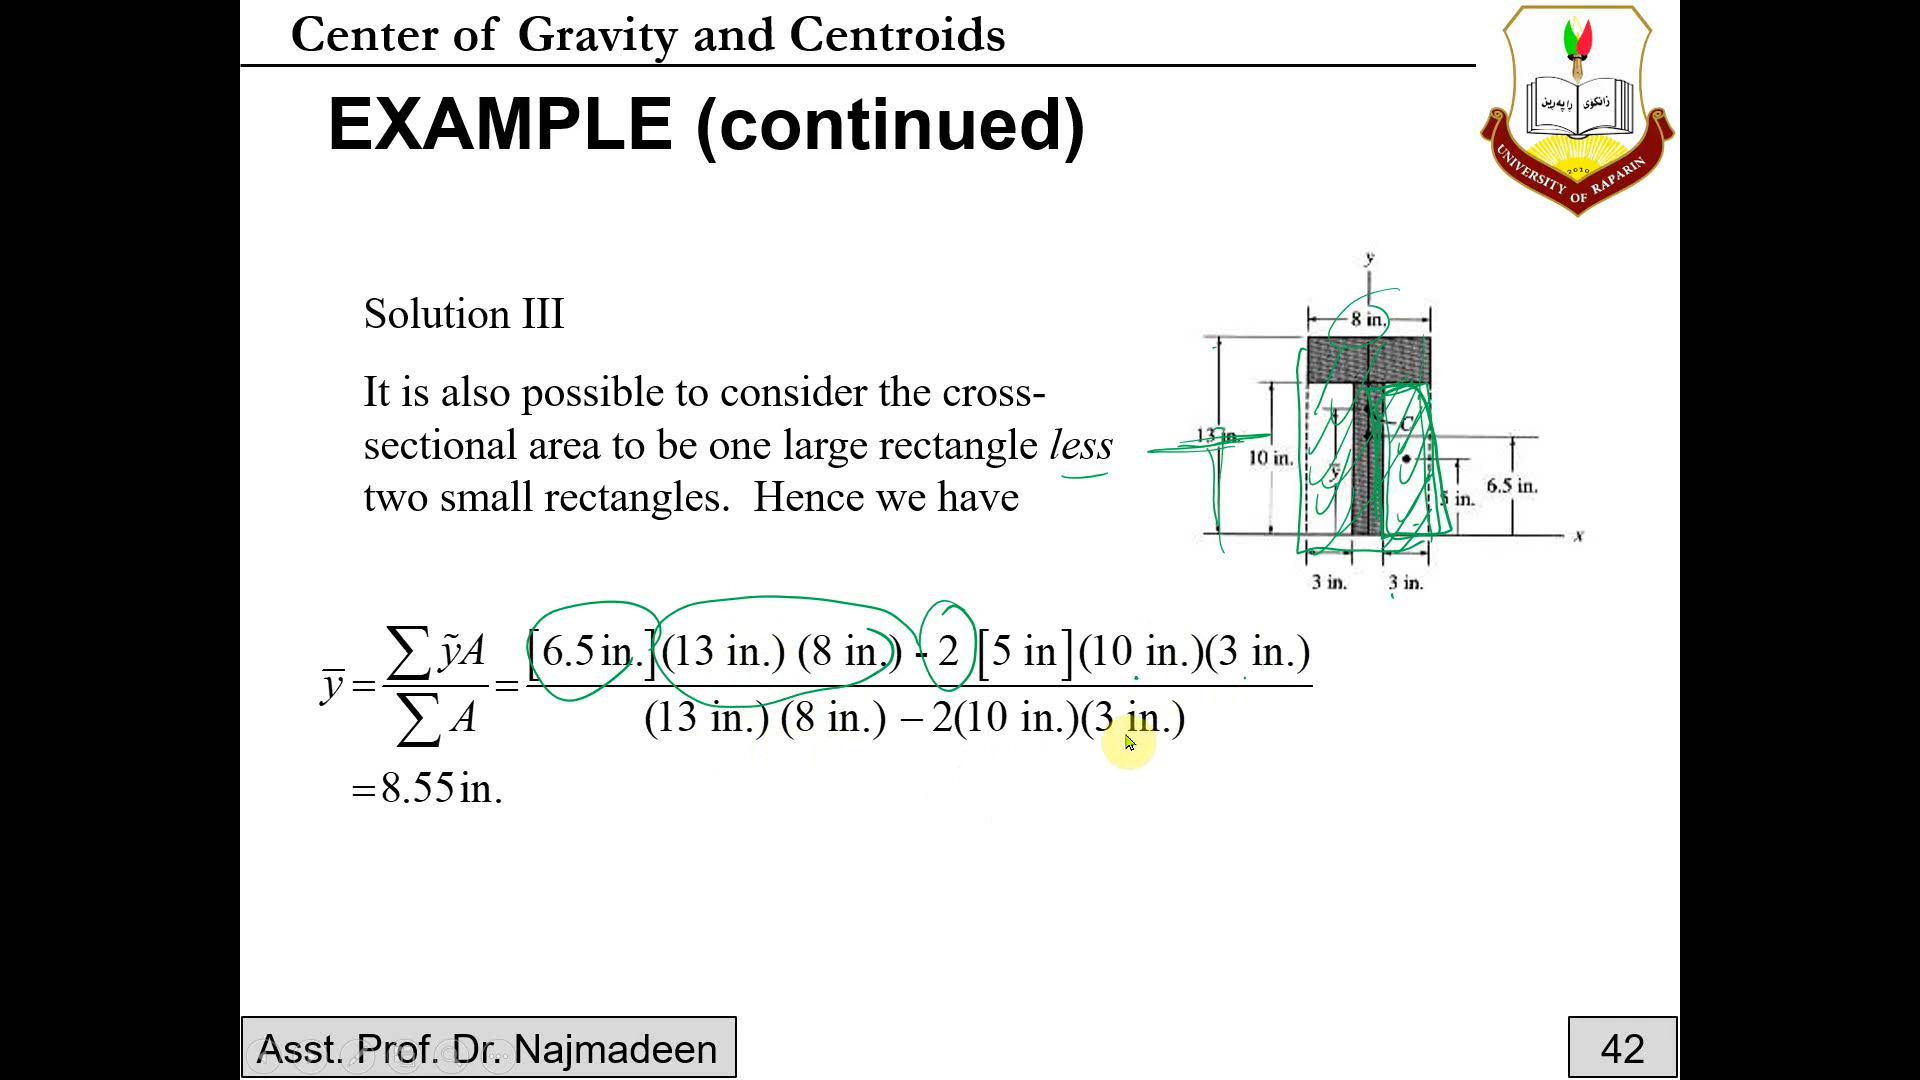 Center of Gravity and Centroids
EXAMPLE (continued)
زانكۆی ڕاپەڕین
UNIVERSITY OF RAPARIN
2010
Solution III
It is also possible to consider the cross-
sectional area to be one large rectangle less
two small rectangles. Hence we have
y
8 in.
13 in.
10 in.
C
ȳ
5 in.
6.5 in.
x
3 in.
3 in.
ȳ = ∑ỹA / ∑A = [6.5 in.](13 in.) (8 in.) - 2 [5 in](10 in.)(3 in.) / (13 in.) (8 in.) – 2(10 in.)(3 in.)
= 8.55 in.
Asst. Prof. Dr. Najmadeen
42